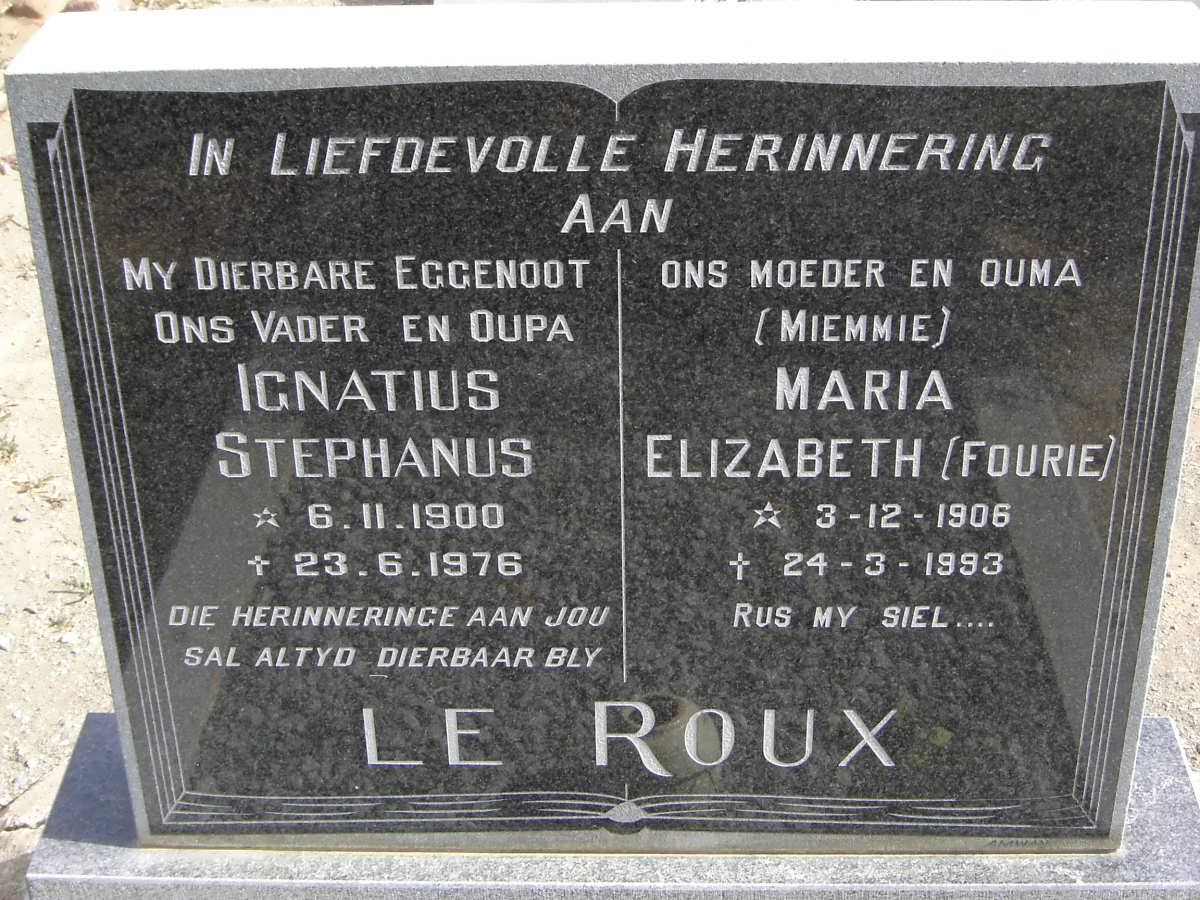 IN LIEFDEVOLLE HERINNERING
AAN
MY DIERBARE EGGENOOT
ONS VADER EN OUPA
IGNATIUS
STEPHANUS
☆ 6.11.1900
✝ 23.6.1976
DIE HERINNERINGE AAN JOU
SAL ALTYD DIERBAAR BLY
ONS MOEDER EN OUMA
(MIEMMIE)
MARIA
ELIZABETH (FOURIE)
☆ 3-12-1906
✝ 24-3-1993
RUS MY SIEL....
LE ROUX